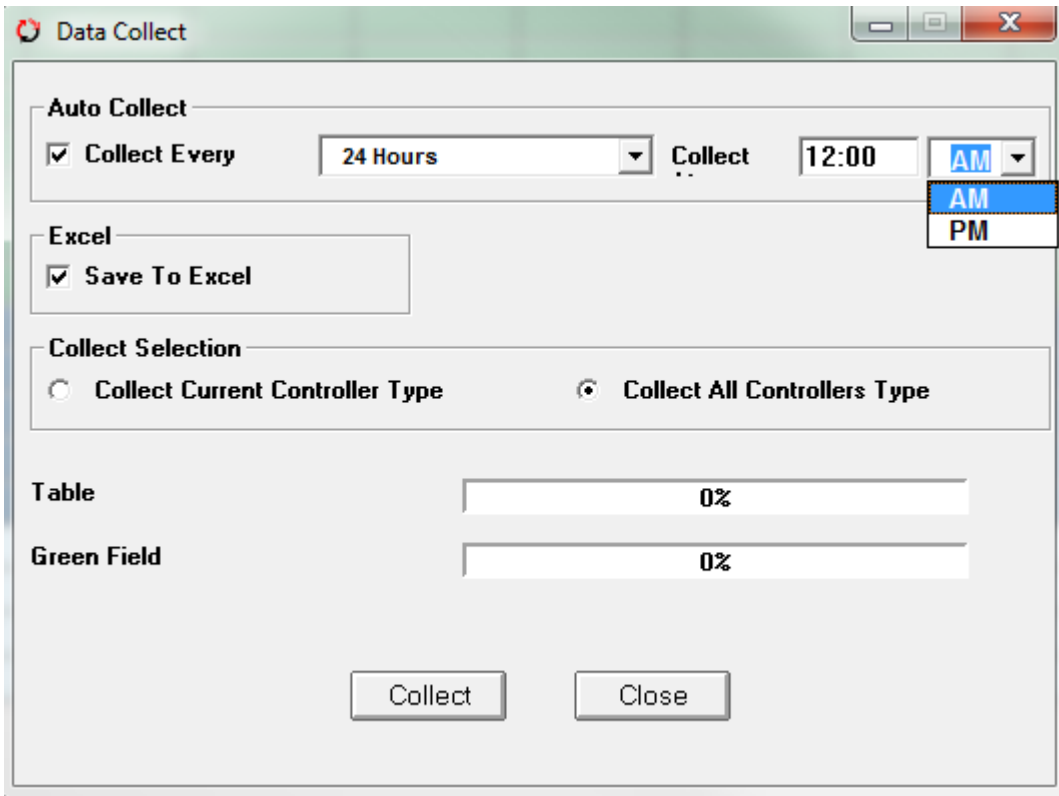 Data Collect
Auto Collect
Collect Every 24 Hours Collect 12:00 AM
AM
PM
Excel
Save To Excel
Collect Selection
Collect Current Controller Type Collect All Controllers Type
Table 0%
Green Field 0%
Collect Close